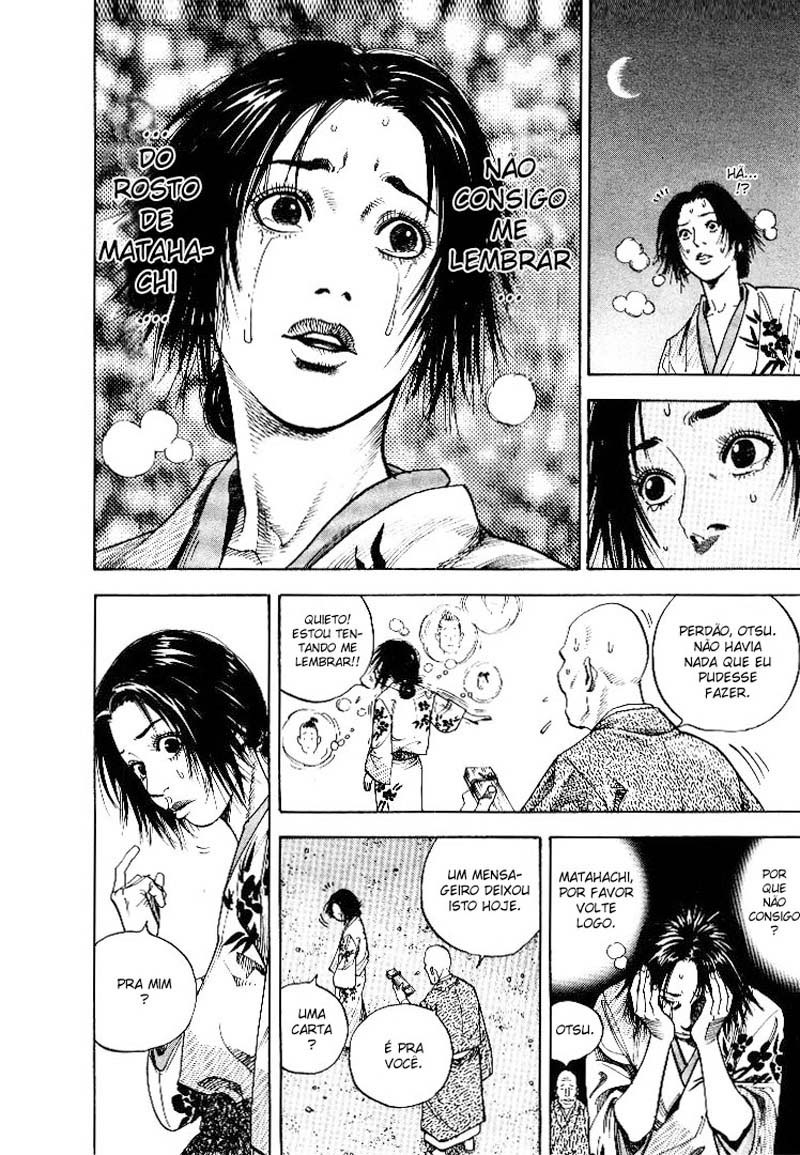 HÃ...
!?
NÃO
CONSIGO
ME
LEMBRAR
...
...
DO
ROSTO
DE
MATAHA-
CHI
....
PERDÃO, OTSU.
NÃO HAVIA
NADA QUE EU
PUDESSE
FAZER.
QUIETO!
ESTOU TEN-
TANDO ME
LEMBRAR!!
POR
QUE
NÃO
CONSIGO
?
MATAHACHI,
POR FAVOR
VOLTE
LOGO.
OTSU.
UM MENSA-
GEIRO DEIXOU
ISTO HOJE.
É PRA
VOCÊ.
UMA
CARTA
?
PRA MIM
?